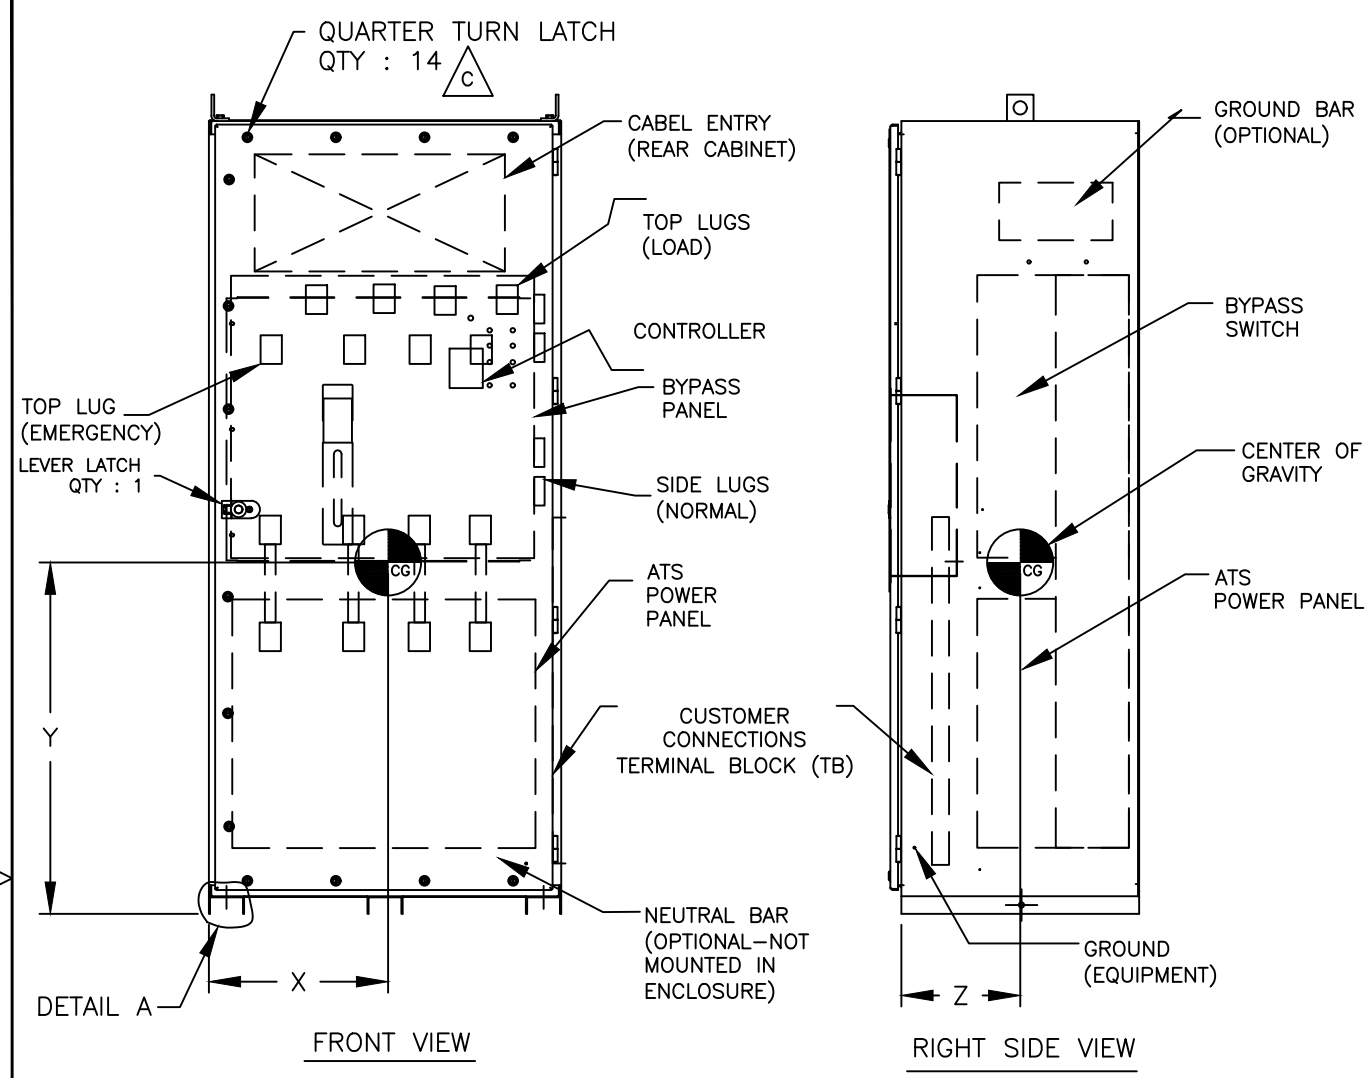 QUARTER TURN LATCH
QTY : 14
C
CABEL ENTRY
(REAR CABINET)
TOP LUGS
(LOAD)
CONTROLLER
BYPASS
PANEL
TOP LUG
(EMERGENCY)
LEVER LATCH
QTY : 1
SIDE LUGS
(NORMAL)
CG
ATS
POWER
PANEL
Y
CUSTOMER
CONNECTIONS
TERMINAL BLOCK (TB)
NEUTRAL BAR
(OPTIONAL-NOT
MOUNTED IN
ENCLOSURE)
X
DETAIL A
FRONT VIEW
GROUND BAR
(OPTIONAL)
BYPASS
SWITCH
CENTER OF
GRAVITY
CG
ATS
POWER PANEL
GROUND
(EQUIPMENT)
Z
RIGHT SIDE VIEW